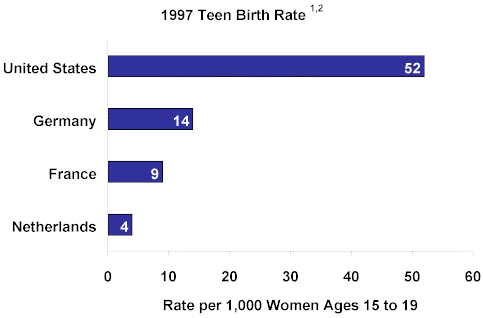 1997 Teen Birth Rate 1,2
United States 52
Germany 14
France 9
Netherlands 4
0 10 20 30 40 50 60
Rate per 1,000 Women Ages 15 to 19